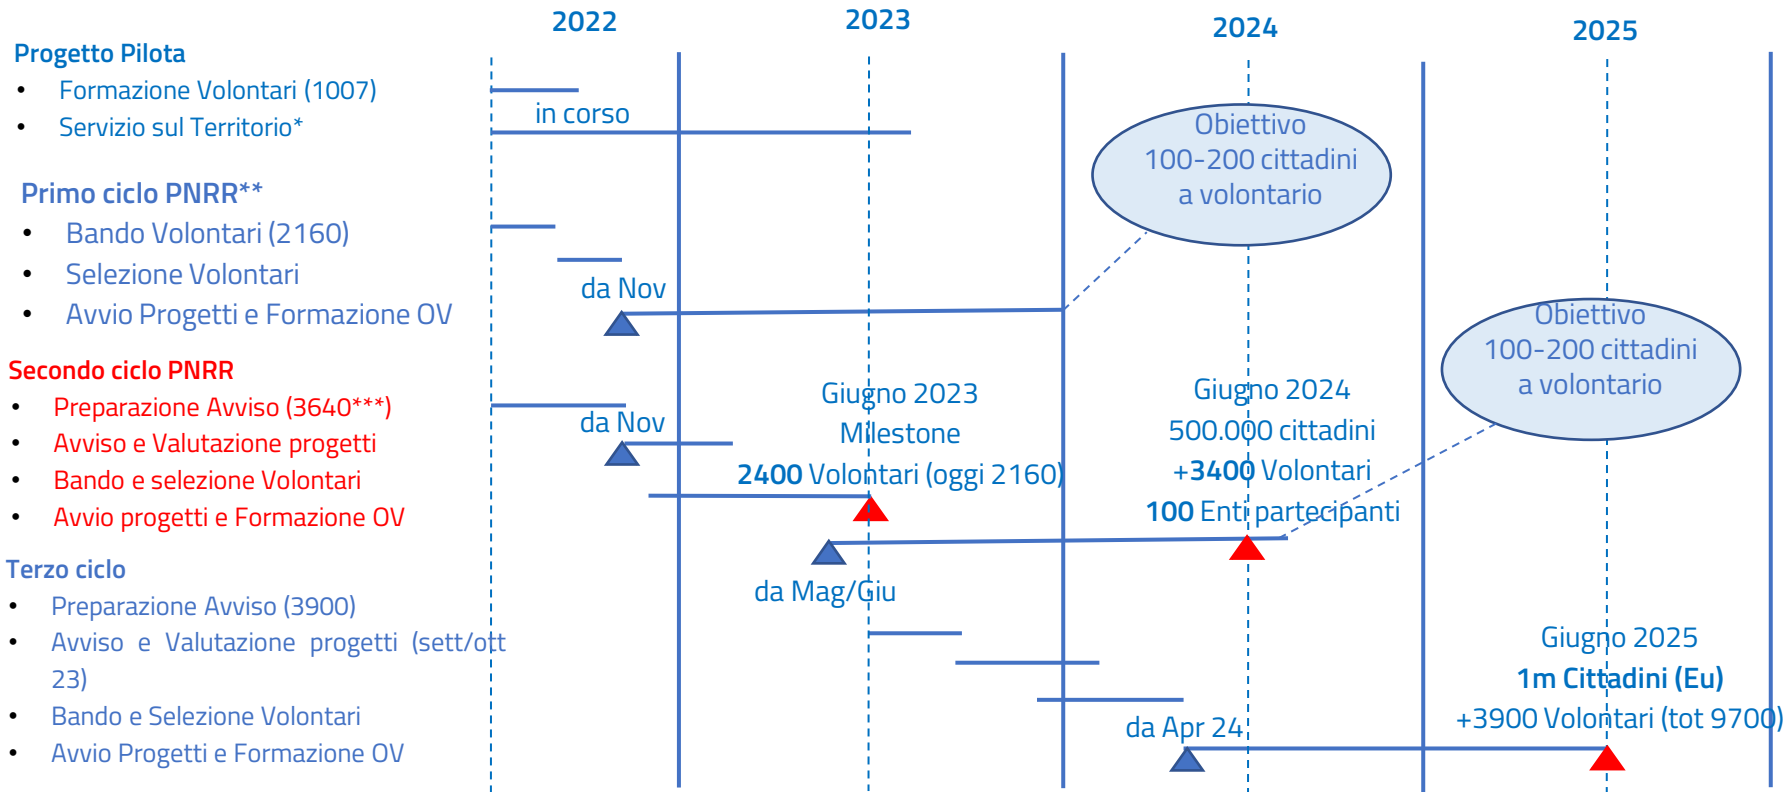 2022
2023
2024
2025
Progetto Pilota
• Formazione Volontari (1007)
• Servizio sul Territorio*
in corso
Primo ciclo PNRR**
• Bando Volontari (2160)
• Selezione Volontari
• Avvio Progetti e Formazione OV
da Nov
Obiettivo
100-200 cittadini
a volontario
Secondo ciclo PNRR
• Preparazione Avviso (3640***)
• Avviso e Valutazione progetti
• Bando e selezione Volontari
• Avvio progetti e Formazione OV
da Nov
Giugno 2023
Milestone
2400 Volontari (oggi 2160)
da Mag/Giu
Giugno 2024
500.000 cittadini
+3400 Volontari
100 Enti partecipanti
Obiettivo
100-200 cittadini
a volontario
Terzo ciclo
• Preparazione Avviso (3900)
• Avviso e Valutazione progetti (sett/ott
23)
• Bando e Selezione Volontari
• Avvio Progetti e Formazione OV
da Apr 24
Giugno 2025
1m Cittadini (Eu)
+3900 Volontari (tot 9700)